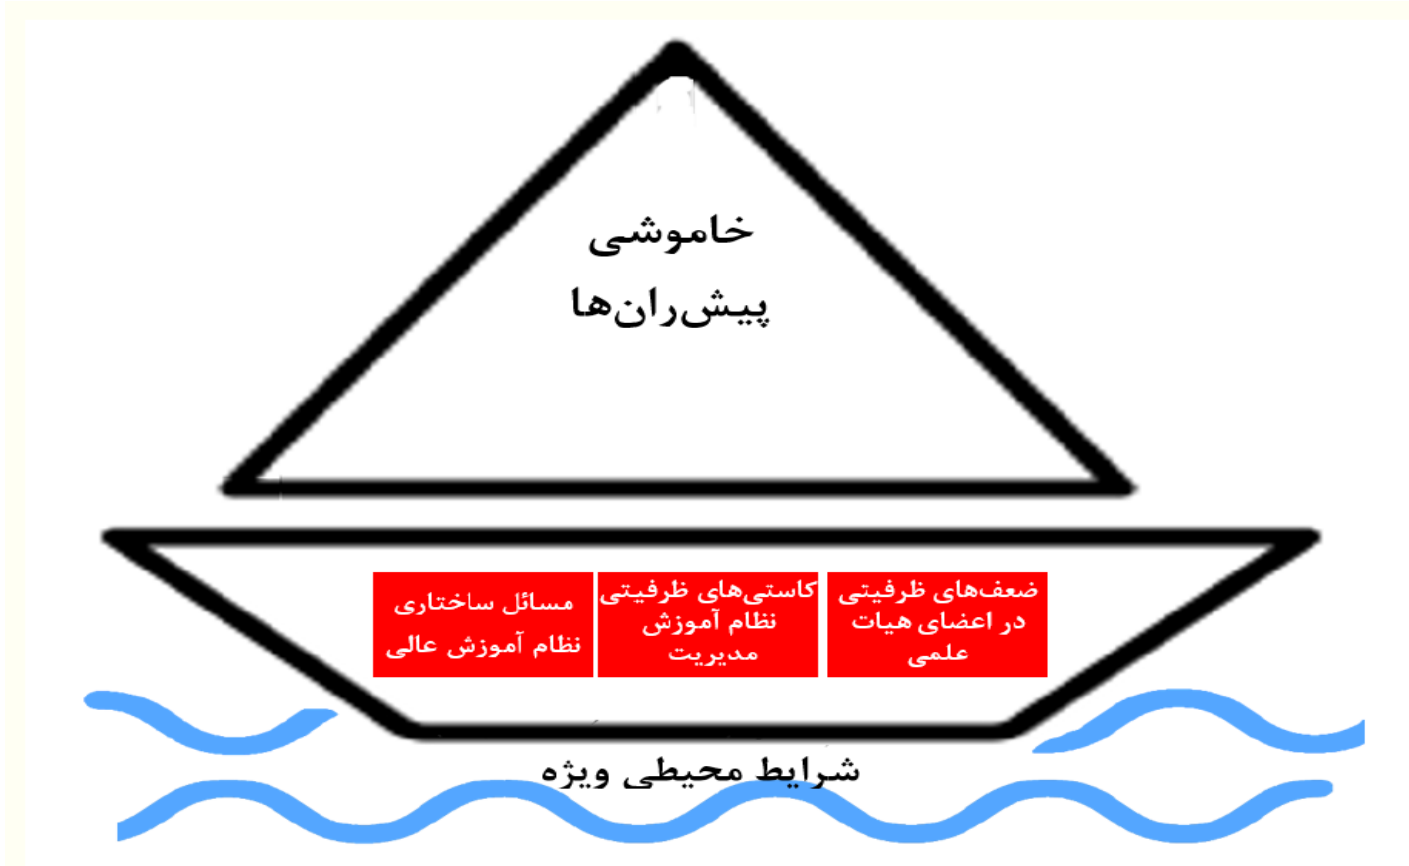 خاموشی
پیش‌ران‌ها
ضعف‌های ظرفیتی
در اعضای هیات
علمی
کاستی‌های ظرفیتی
نظام آموزش
مدیریت
مسائل ساختاری
نظام آموزش عالی
شرایط محیطی ویژه